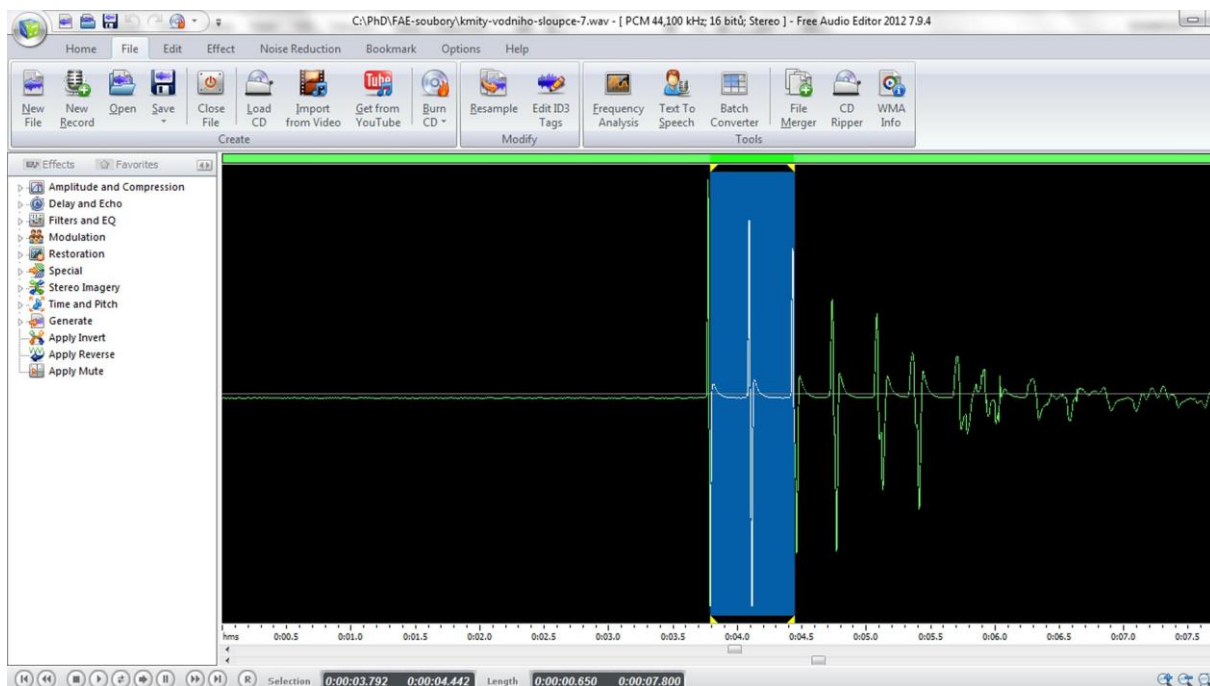 C:\PhD\FAE-soubory\kmity-vodniho-sloupce-7.wav - [ PCM 44,100 kHz; 16 bitů; Stereo ] - Free Audio Editor 2012 7.9.4
Home File Edit Effect Noise Reduction Bookmark Options Help
New File New Record Open Save Close File Load CD Import from Video You Tube Get from YouTube Burn CD Resample Edit ID3 Tags Frequency Analysis Text To Speech Batch Converter File Merger CD Ripper WMA Info
Create Modify Tools
Effects Favorites
Amplitude and Compression
Delay and Echo
Filters and EQ
Modulation
Restoration
Special
Stereo Imagery
Time and Pitch
Generate
Apply Invert
Apply Reverse
Apply Mute
hms 0:00.5 0:01.0 0:01.5 0:02.0 0:02.5 0:03.0 0:03.5 0:04.0 0:04.5 0:05.0 0:05.5 0:06.0 0:06.5 0:07.0 0:07.5
R Selection 0:00:03.792 0:00:04.442 Length 0:00:00.650 0:00:07.800